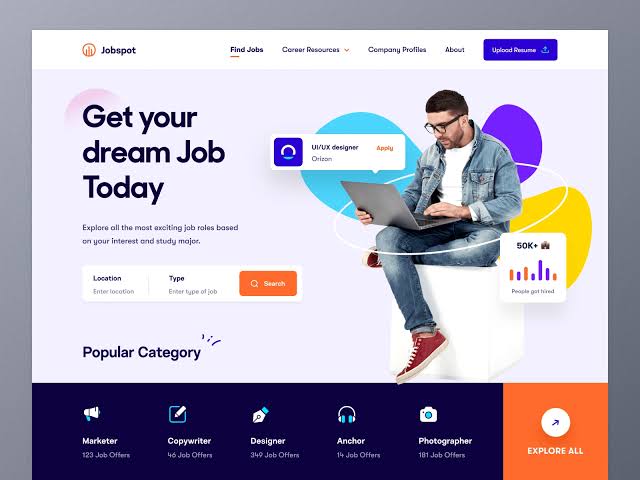 Jobspot
Find Jobs
Career Resources
Company Profiles
About
Upload Resume
Get your
dream Job
Today
UI/UX designer
Apply
Orizon
Explore all the most exciting job roles based
on your interest and study major.
50K+
People got hired
Location
Type
Enter location
Enter type of job
Search
Popular Category
Marketer
123 Job Offers
Copywriter
46 Job Offers
Designer
349 Job Offers
Anchor
14 Job Offers
Photographer
181 Job Offers
EXPLORE ALL